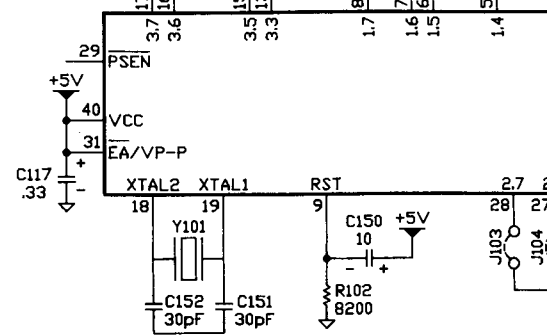 8
5
3.7
3.6
3.5
3.3
1.7
1.6
1.5
1.4
29
PSEN
+5V
40
VCC
31
EA/VP-P
+
C117
.33
-
XTAL2 XTAL1 RST 2.7
18 19 9 28 27
Y101
C150
10
+5V
- +
J103
J104
R102
8200
C152
30pF
C151
30pF